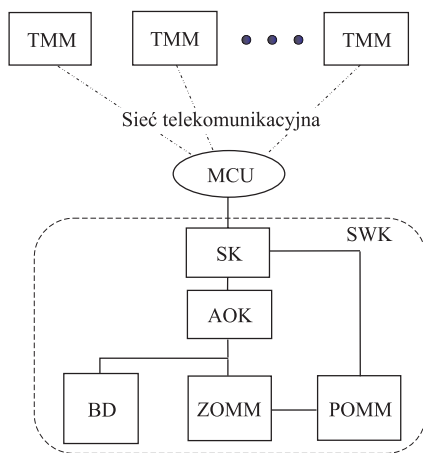 TMM TMM TMM
Sieć telekomunikacyjna
MCU
SWK
SK
AOK
BD ZOMM POMM